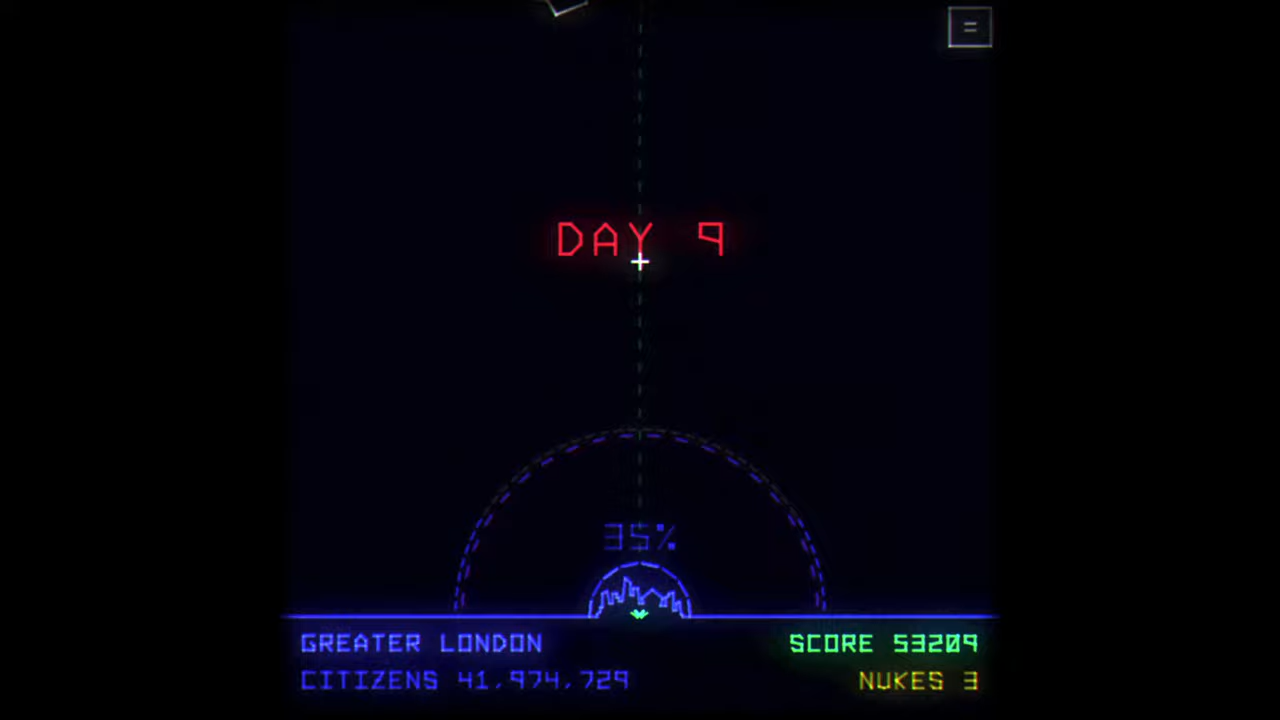 =
DAY 9
35%
GREATER LONDON
SCORE 53209
CITIZENS 41,974,729
NUKES 3